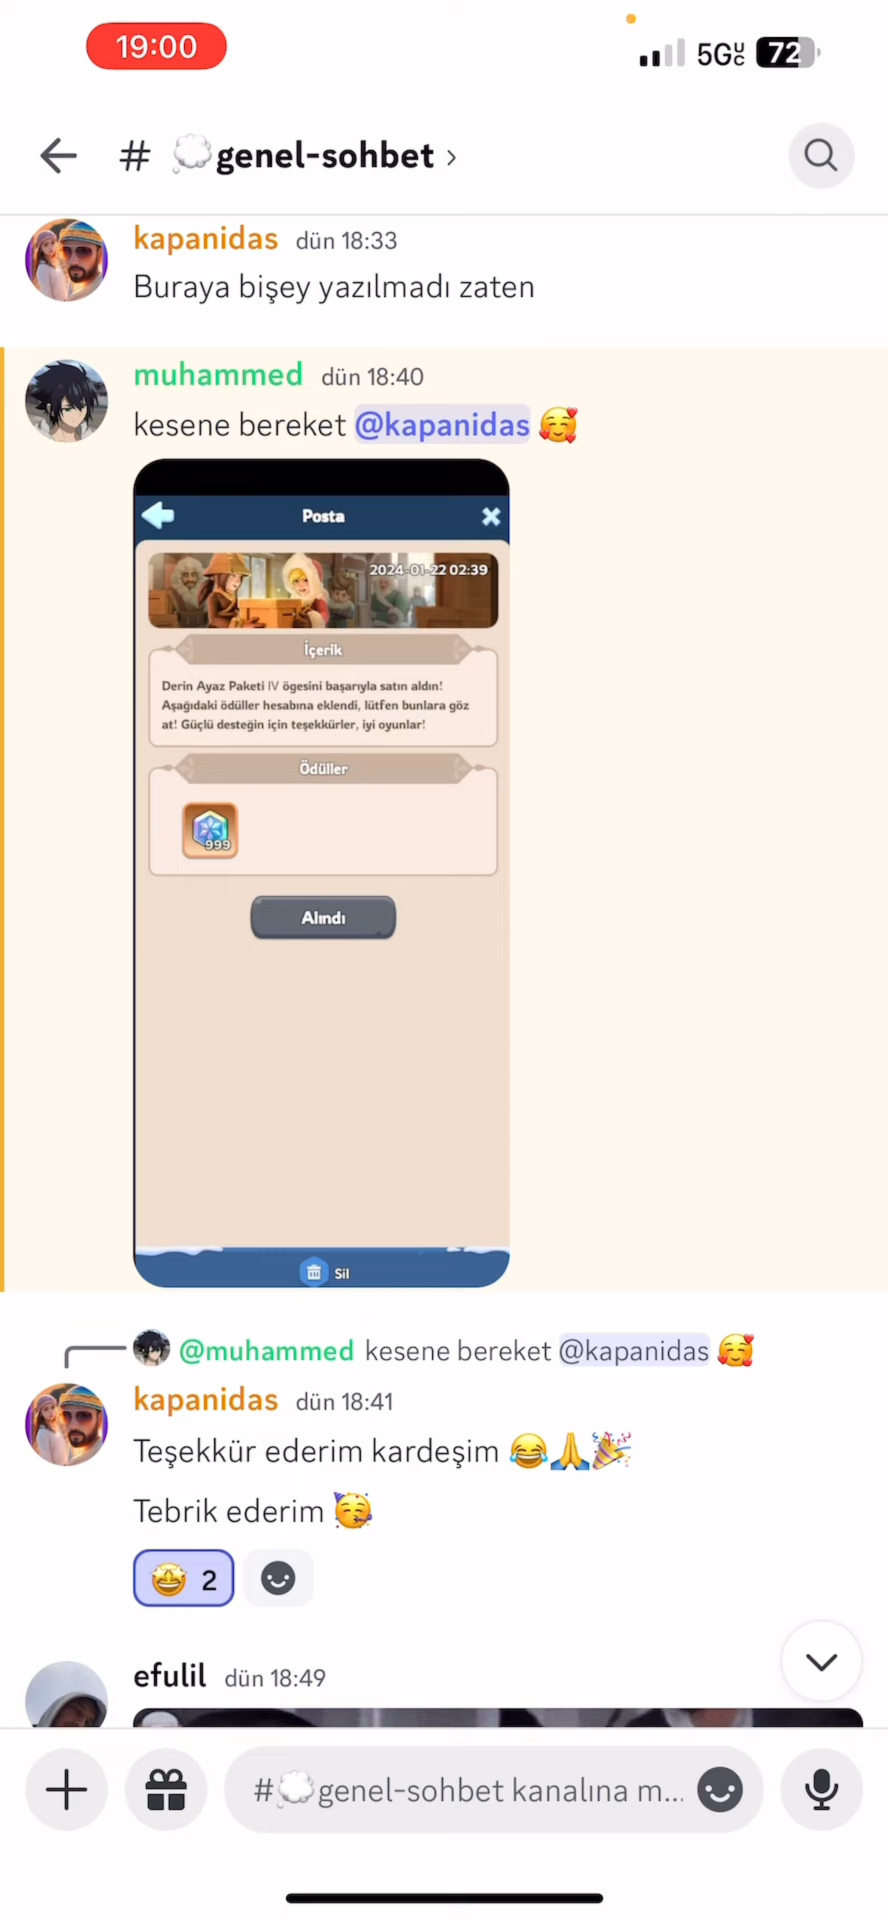 19:00
5G
72
# 💭genel-sohbet ›
kapanidas dün 18:33
Buraya bişey yazılmadı zaten
muhammed dün 18:40
kesene bereket @kapanidas 🥰
Posta
2024-01-22 02:39
İçerik
Derin Ayaz Paketi IV ögesini başarıyla satın aldın!
Aşağıdaki ödüller hesabına eklendi, lütfen bunlara göz
at! Güçlü desteğin için teşekkürler, iyi oyunlar!
Ödüller
999
Alındı
Sil
@muhammed kesene bereket @kapanidas 🥰
kapanidas dün 18:41
Teşekkür ederim kardeşim 😂🙏🎉
Tebrik ederim 🥳
🤩 2
efulil dün 18:49
#💭genel-sohbet kanalına m...